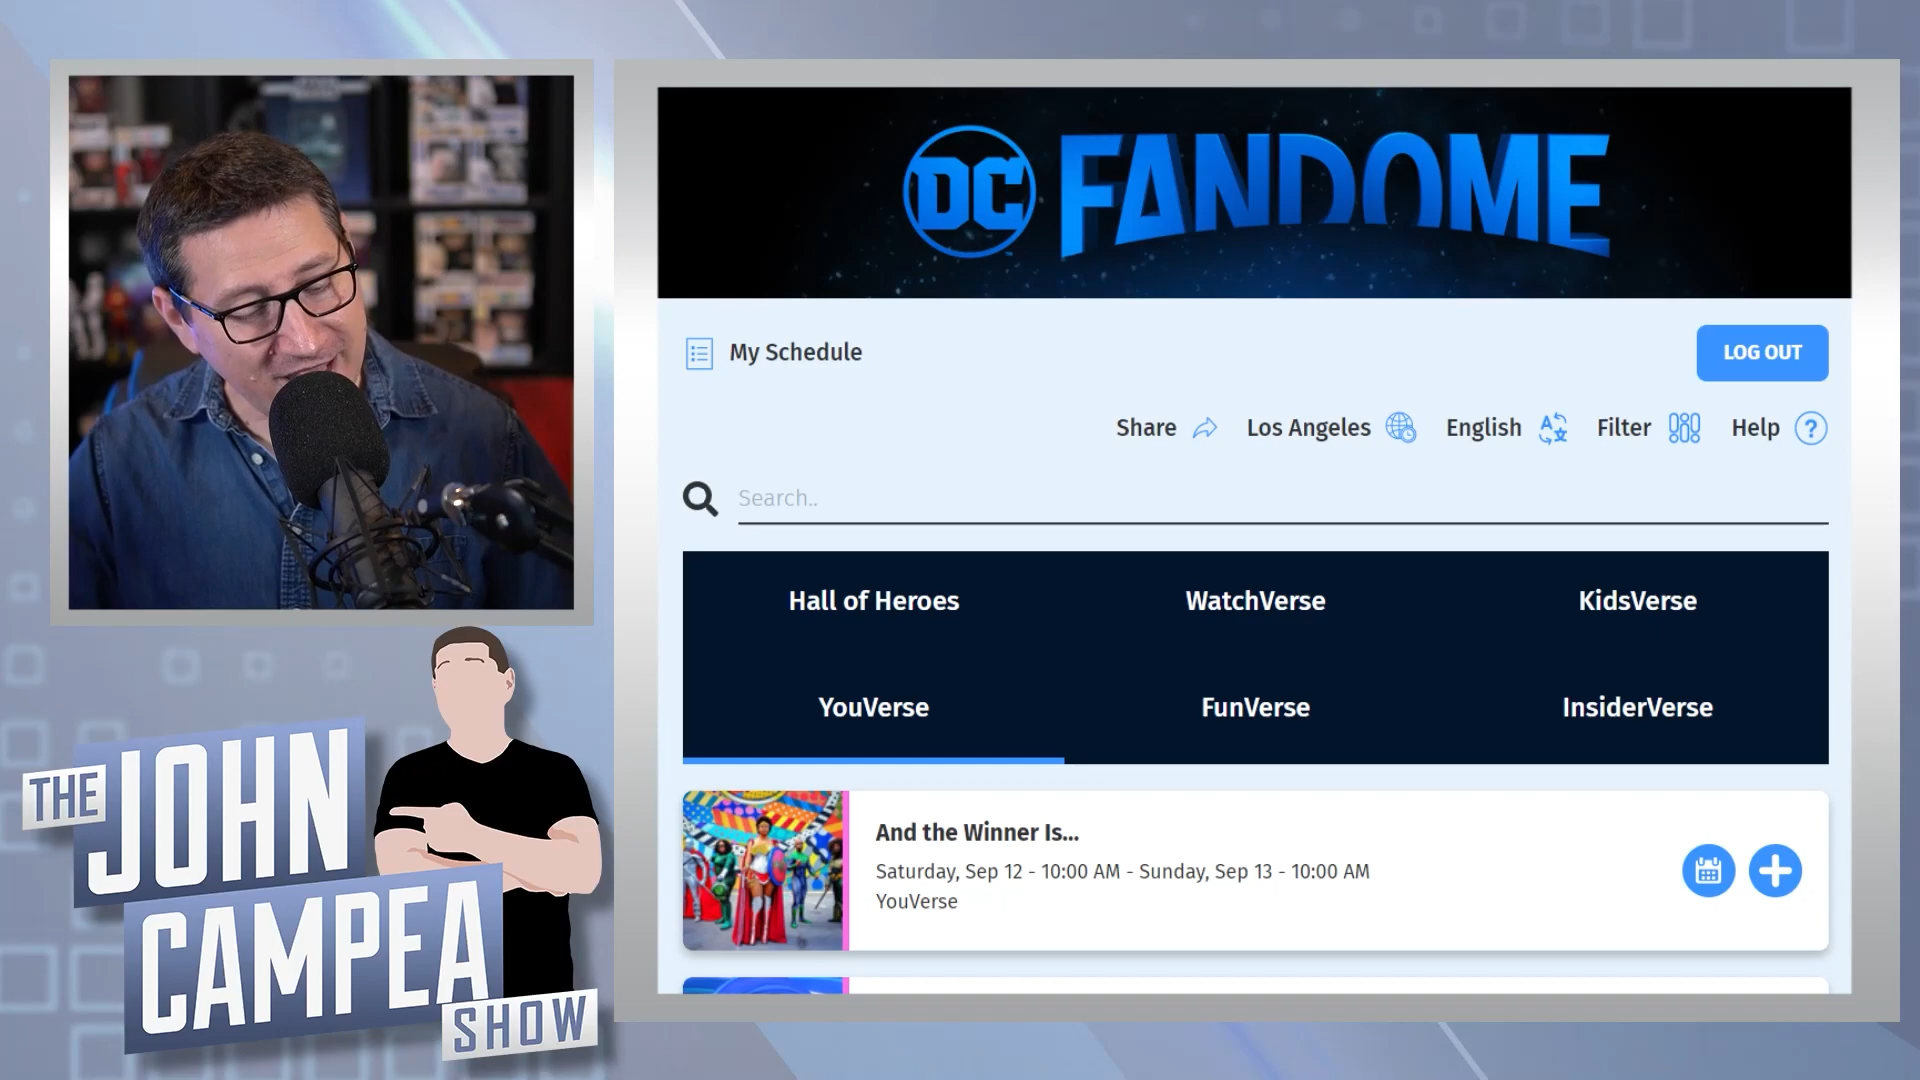 THE
JOHN
CAMPEA
SHOW
DC FANDOME
My Schedule
LOG OUT
Share
Los Angeles
English
Filter
Help
Search..
Hall of Heroes
WatchVerse
KidsVerse
YouVerse
FunVerse
InsiderVerse
And the Winner Is...
Saturday, Sep 12 - 10:00 AM - Sunday, Sep 13 - 10:00 AM
YouVerse